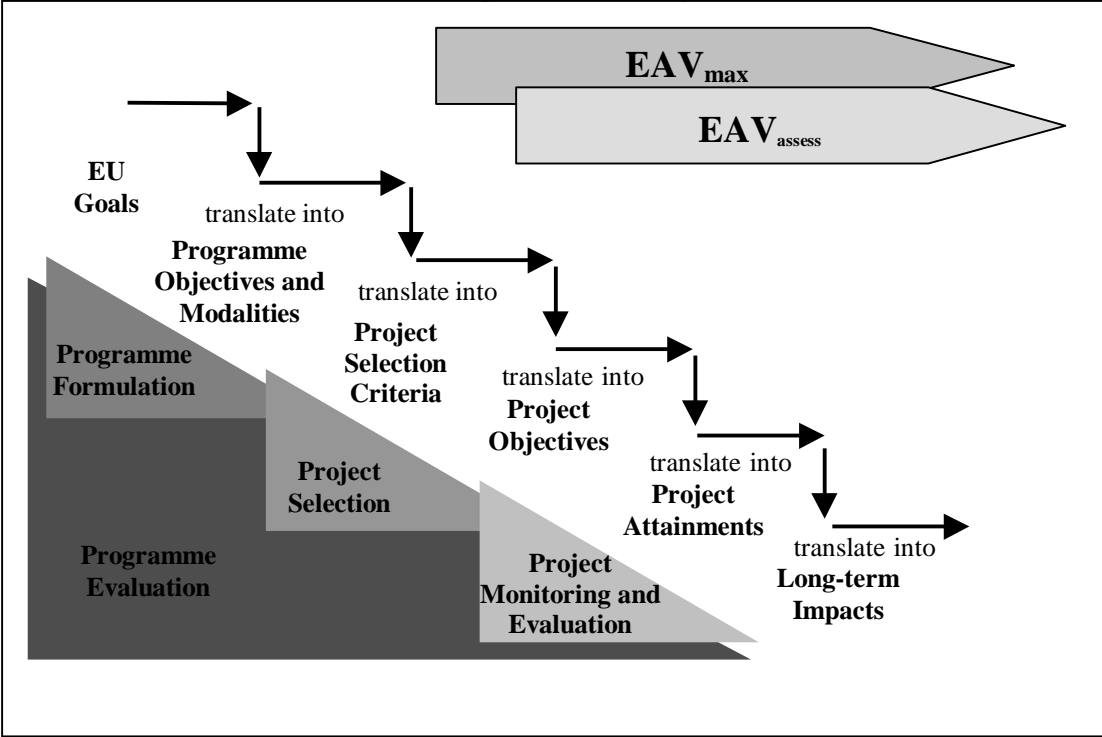 EAVmax
EAVassess
EU
Goals
translate into
Programme
Objectives and
Modalities
translate into
Project
Selection
Criteria
translate into
Project
Objectives
translate into
Project
Attainments
translate into
Long-term
Impacts
Programme
Formulation
Project
Selection
Project
Monitoring and
Evaluation
Programme
Evaluation